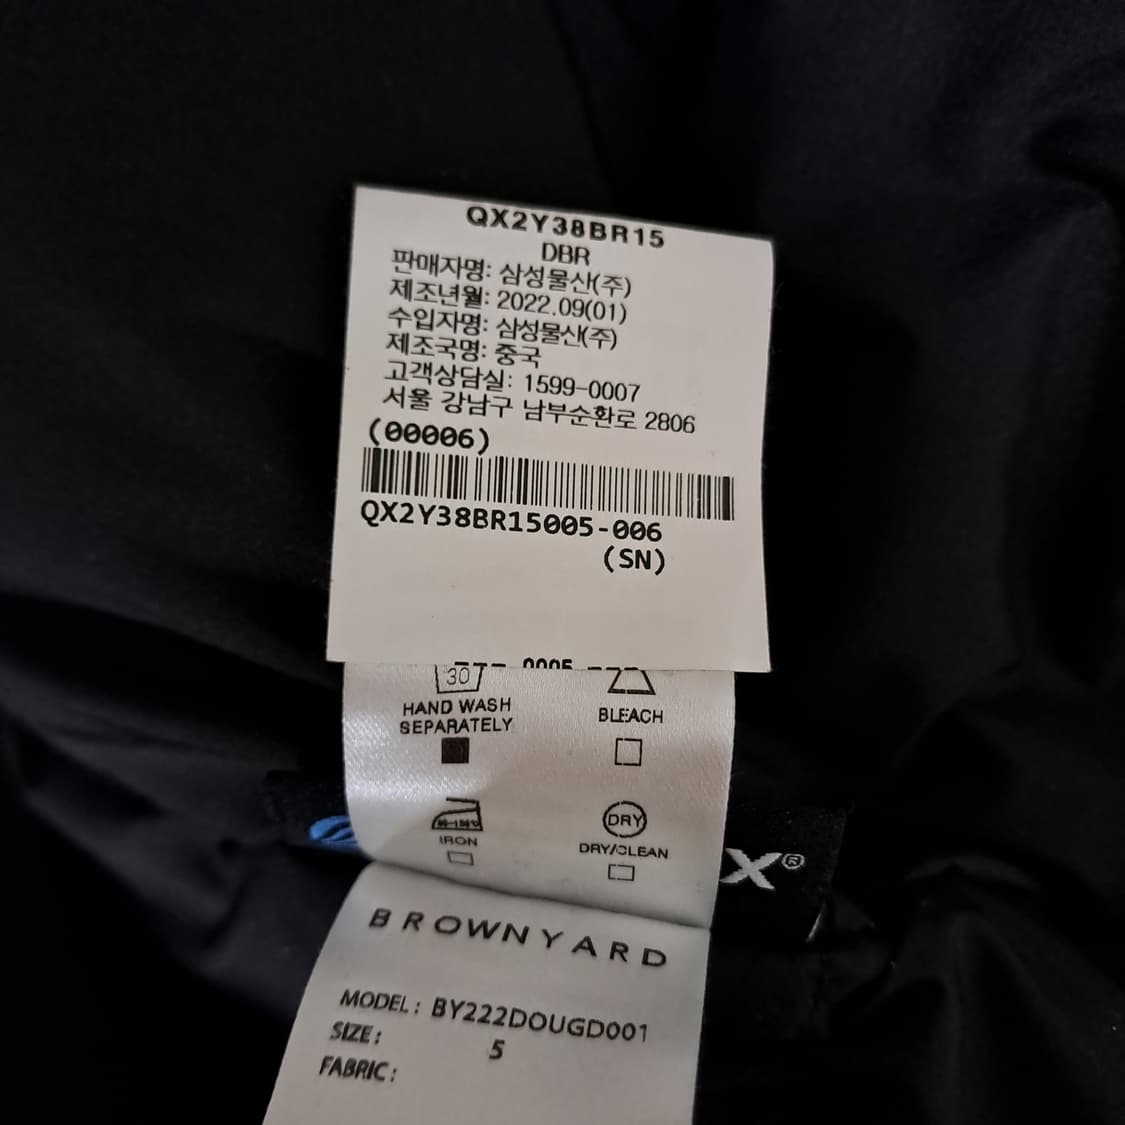 QX2Y38BR15
DBR
판매자명: 삼성물산(주)
제조년월: 2022.09(01)
수입자명: 삼성물산(주)
제조국명: 중국
고객상담실: 1599-0007
서울 강남구 남부순환로 2806
(00006)
QX2Y38BR15005-006
(SN)
0005
30
HAND WASH
SEPARATELY
BLEACH
DRY
IRON
DRY/CLEAN
X®
BROWNYARD
MODEL: BY222DOUGD001
SIZE: 5
FABRIC: